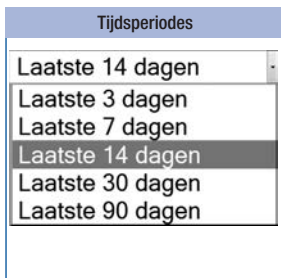 Tijdsperiodes
Laatste 14 dagen
Laatste 3 dagen
Laatste 7 dagen
Laatste 14 dagen
Laatste 30 dagen
Laatste 90 dagen